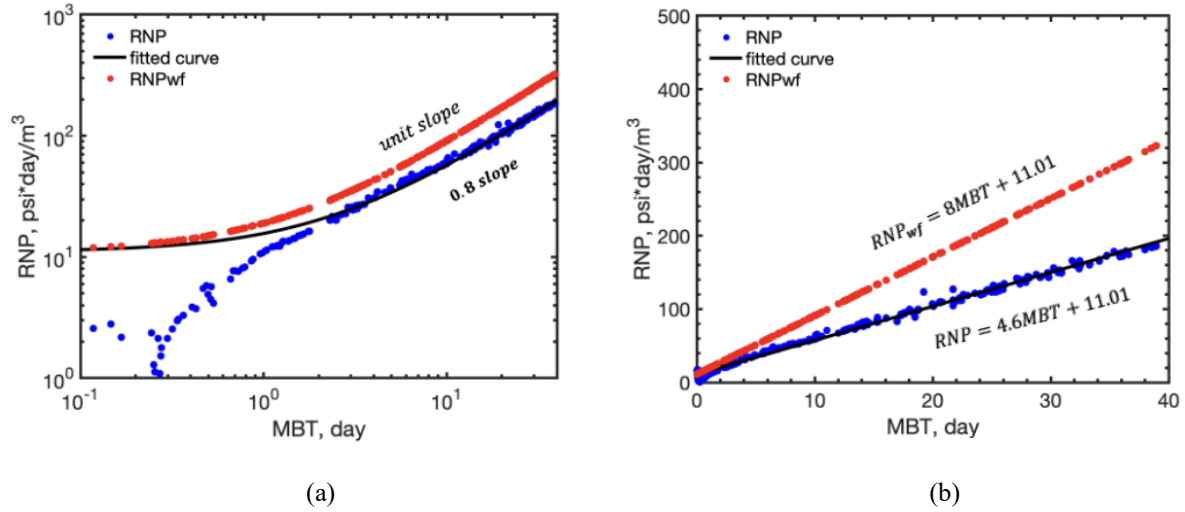 10³
10²
10¹
10⁰
RNP, psi*day/m³
RNP
fitted curve
RNPwf
unit slope
0.8 slope
10⁻¹
10⁰
10¹
MBT, day
(a)
500
400
300
200
100
0
RNP, psi*day/m³
RNP
fitted curve
RNPwf
RNP_wf = 8MBT + 11.01
RNP = 4.6MBT + 11.01
0
10
20
30
40
MBT, day
(b)